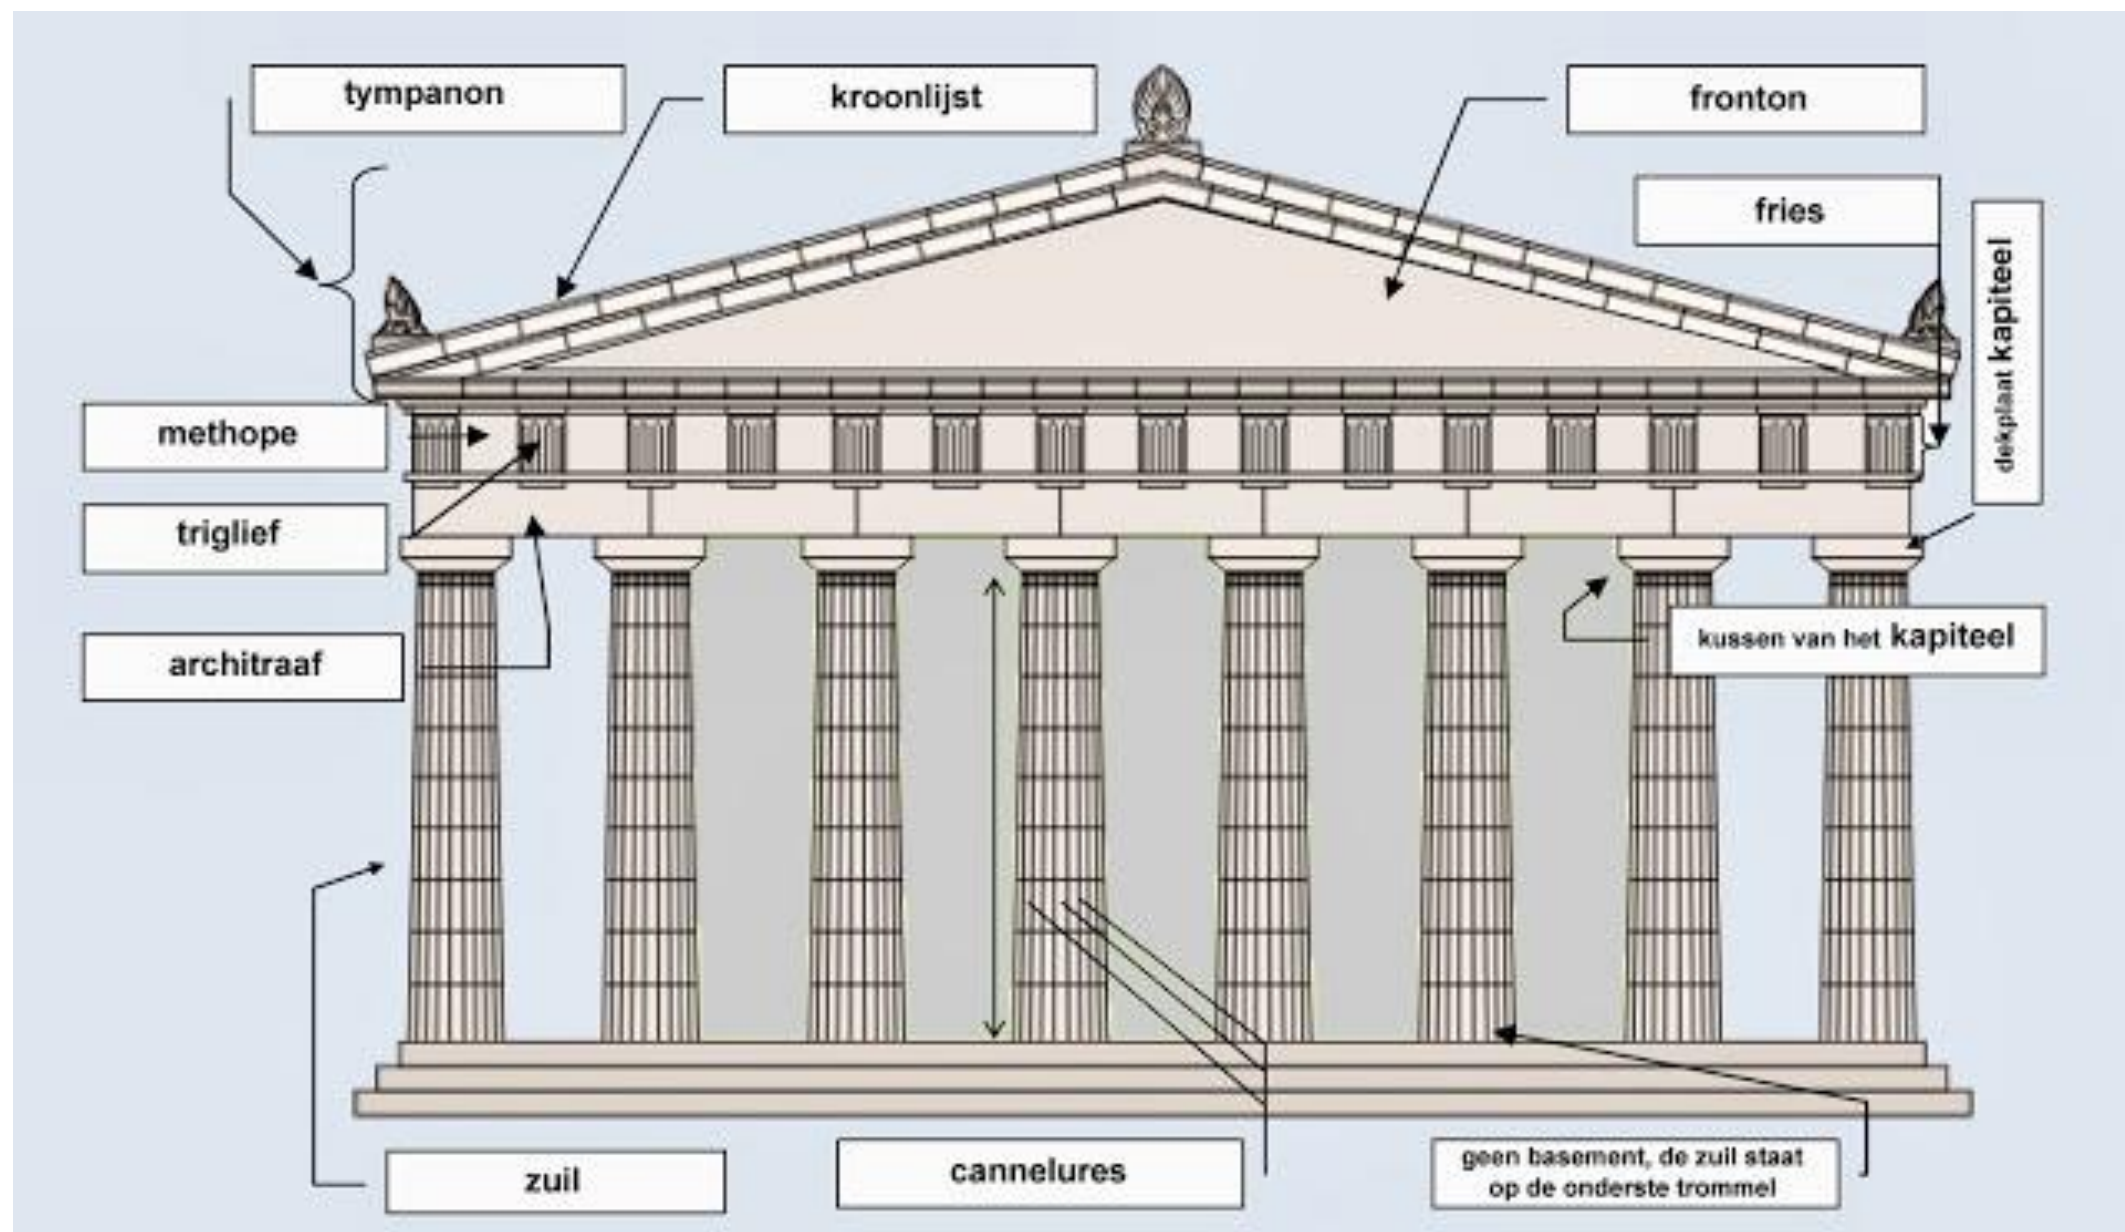 tympanon
kroonlijst
fronton
fries
dekplaat kapiteel
methope
triglief
architraaf
kussen van het kapiteel
zuil
cannelures
geen basement, de zuil staat
op de onderste trommel